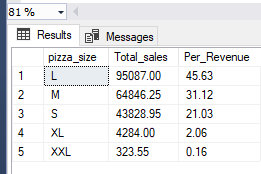 81 %
Results Messages
pizza_size Total_sales Per_Revenue
1 L 95087.00 45.63
2 M 64846.25 31.12
3 S 43828.95 21.03
4 XL 4284.00 2.06
5 XXL 323.55 0.16